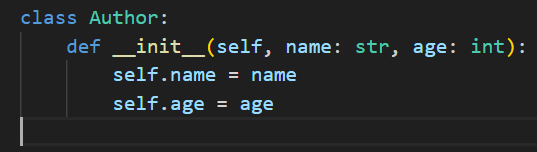 class Author:
    def __init__(self, name: str, age: int):
        self.name = name
        self.age = age